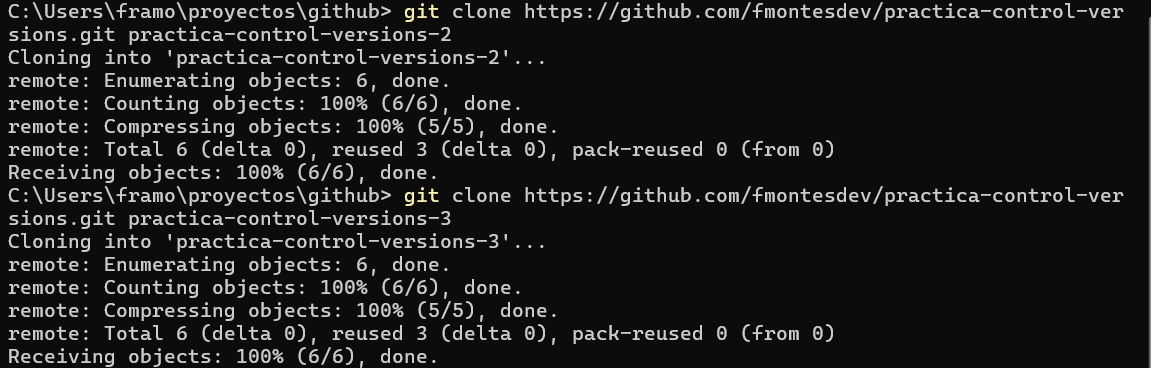 C:\Users\framo\proyectos\github> git clone https://github.com/fmontesdev/practica-control-ver
sions.git practica-control-versions-2
Cloning into 'practica-control-versions-2'...
remote: Enumerating objects: 6, done.
remote: Counting objects: 100% (6/6), done.
remote: Compressing objects: 100% (5/5), done.
remote: Total 6 (delta 0), reused 3 (delta 0), pack-reused 0 (from 0)
Receiving objects: 100% (6/6), done.
C:\Users\framo\proyectos\github> git clone https://github.com/fmontesdev/practica-control-ver
sions.git practica-control-versions-3
Cloning into 'practica-control-versions-3'...
remote: Enumerating objects: 6, done.
remote: Counting objects: 100% (6/6), done.
remote: Compressing objects: 100% (5/5), done.
remote: Total 6 (delta 0), reused 3 (delta 0), pack-reused 0 (from 0)
Receiving objects: 100% (6/6), done.